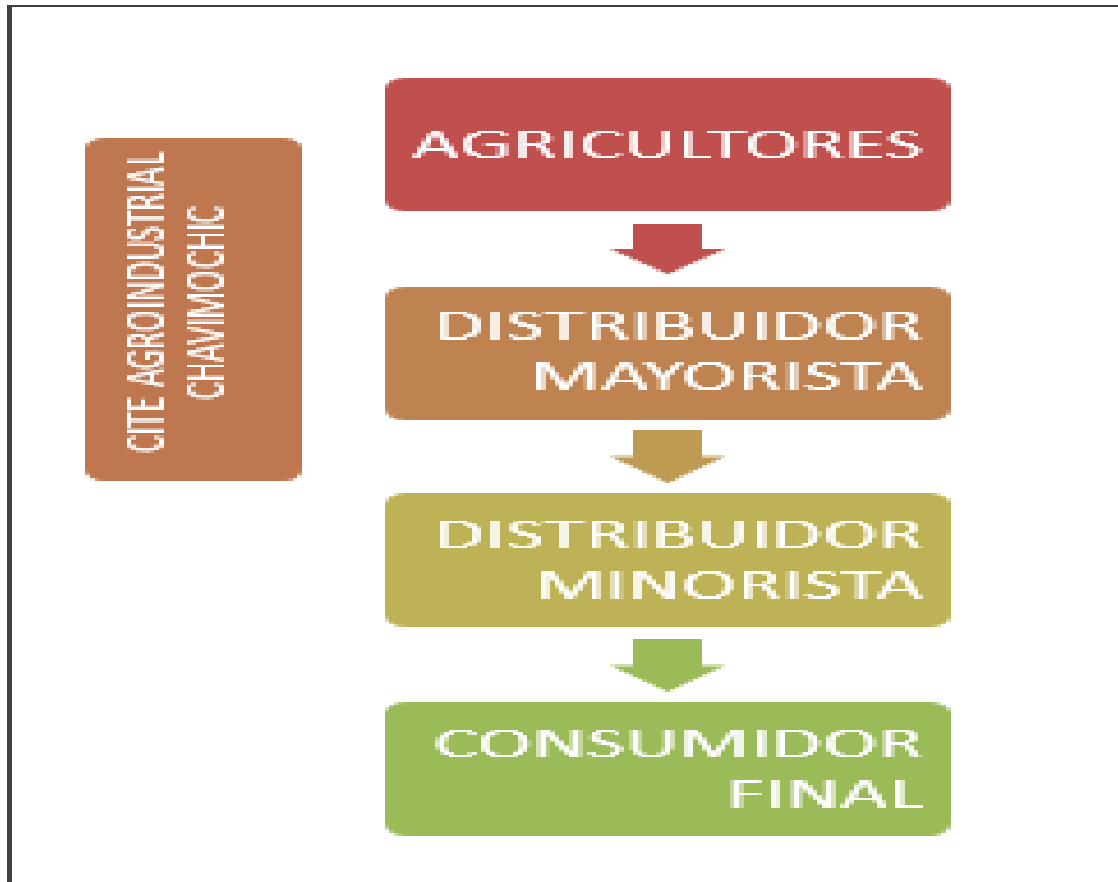 CITE AGROINDUSTRIAL
CHAVIMOCHIC
AGRICULTORES
DISTRIBUIDOR
MAYORISTA
DISTRIBUIDOR
MINORISTA
CONSUMIDOR
FINAL